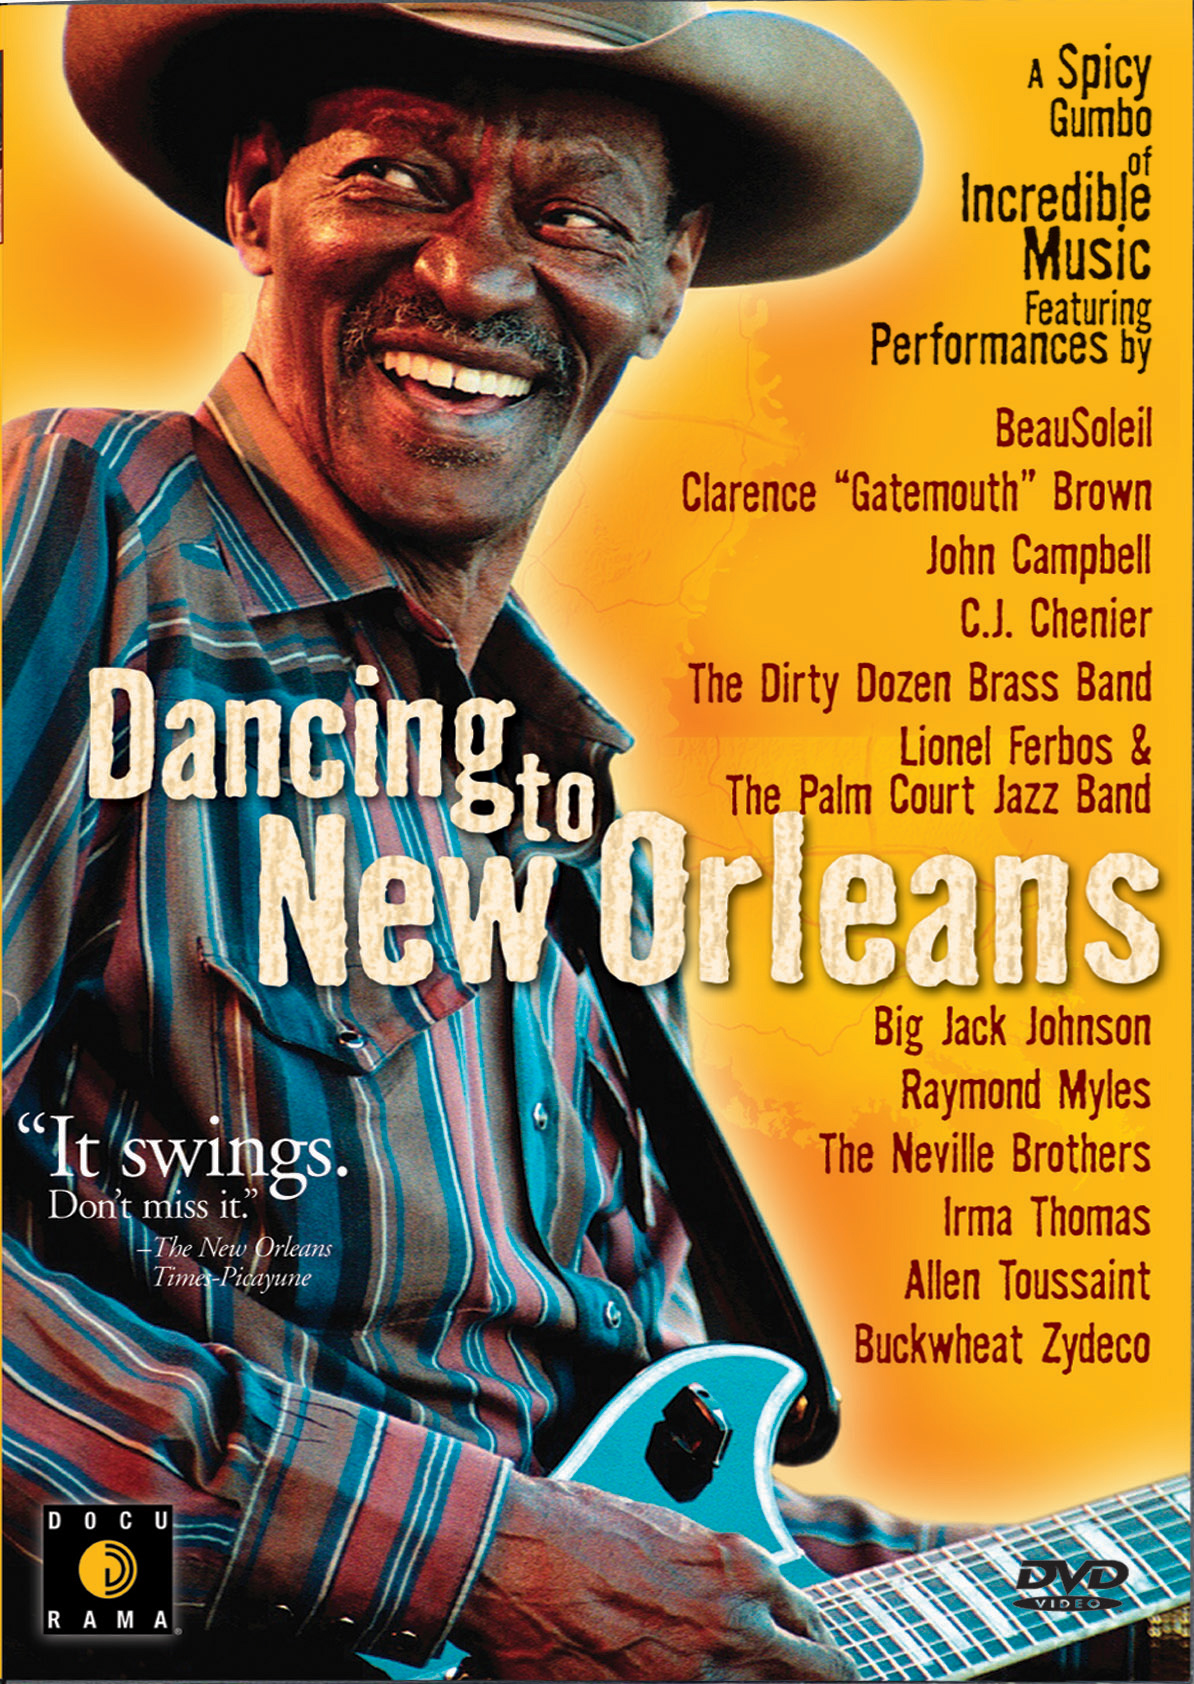 A Spicy
Gumbo
of
Incredible
Music
Featuring
Performances by
BeauSoleil
Clarence “Gatemouth” Brown
John Campbell
C.J. Chenier
The Dirty Dozen Brass Band
Lionel Ferbos &
The Palm Court Jazz Band
Dancing to
New Orleans
Big Jack Johnson
Raymond Myles
The Neville Brothers
Irma Thomas
Allen Toussaint
Buckwheat Zydeco
“It swings.
Don’t miss it.”
–The New Orleans
Times-Picayune
DOCU
RAMA®
DVD
VIDEO